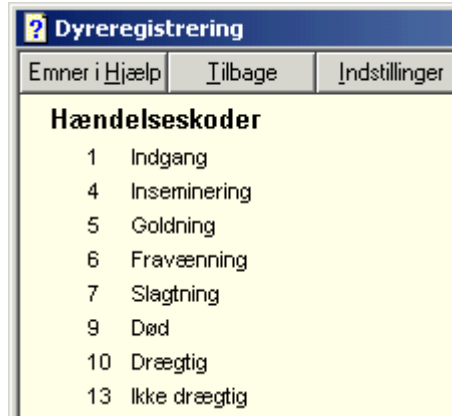 Dyreregistrering
Emner i Hjælp Tilbage Indstillinger
Hændelseskoder
1 Indgang
4 Inseminering
5 Goldning
6 Fravænning
7 Slagtning
9 Død
10 Drægtig
13 Ikke drægtig